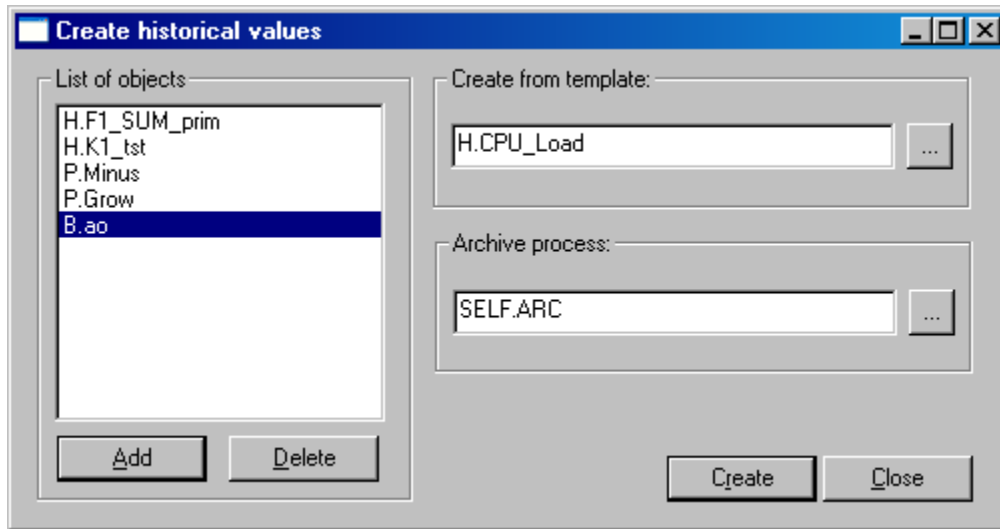 Create historical values
List of objects
H.F1_SUM_prim
H.K1_tst
P.Minus
P.Grow
B.ao
Add
Delete
Create from template:
H.CPU_Load
...
Archive process:
SELF.ARC
...
Create
Close